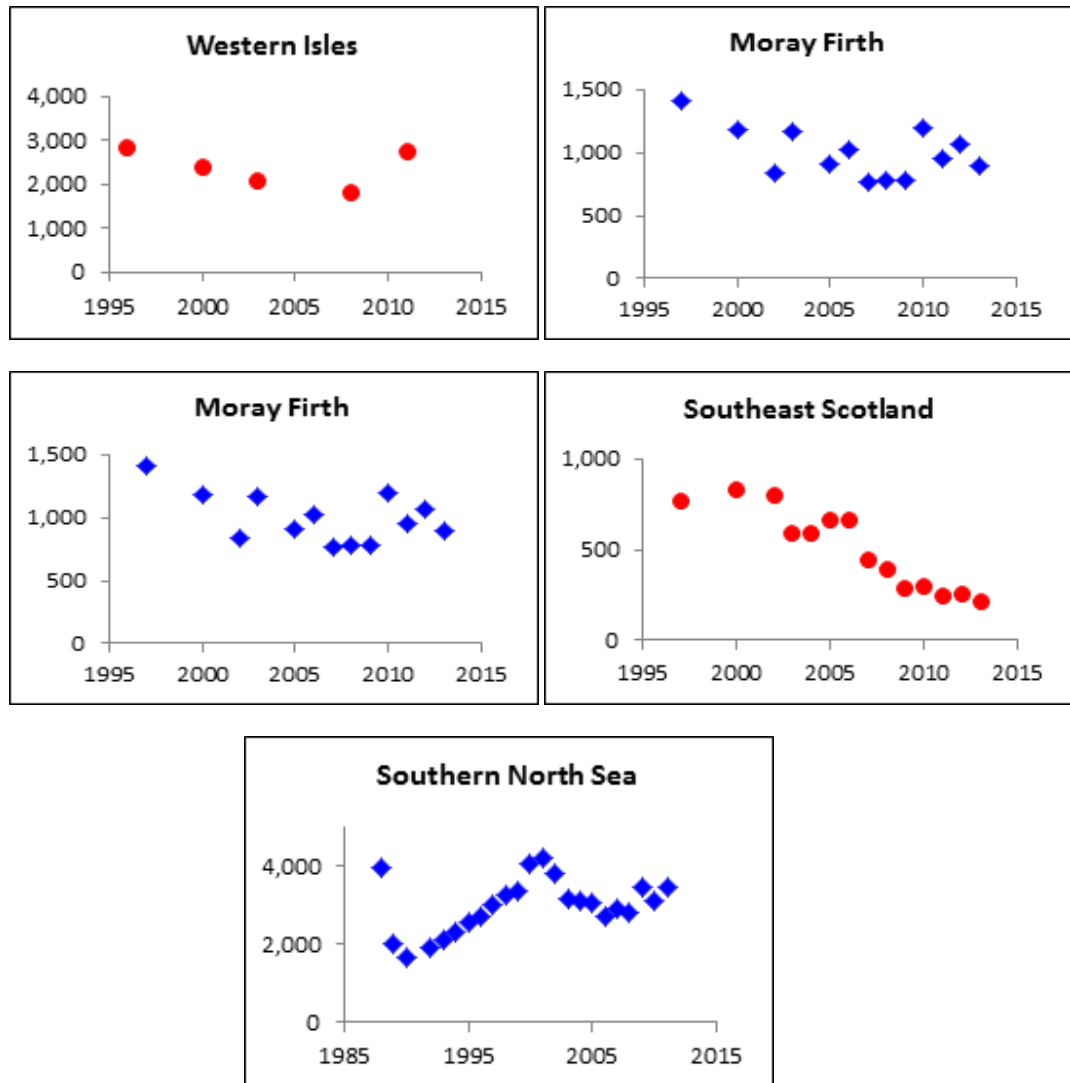 Western Isles
4,000
3,000
2,000
1,000
0
1995 2000 2005 2010 2015
Moray Firth
1,500
1,000
500
0
1995 2000 2005 2010 2015
Moray Firth
1,500
1,000
500
0
1995 2000 2005 2010 2015
Southeast Scotland
1,000
500
0
1995 2000 2005 2010 2015
Southern North Sea
4,000
2,000
0
1985 1995 2005 2015